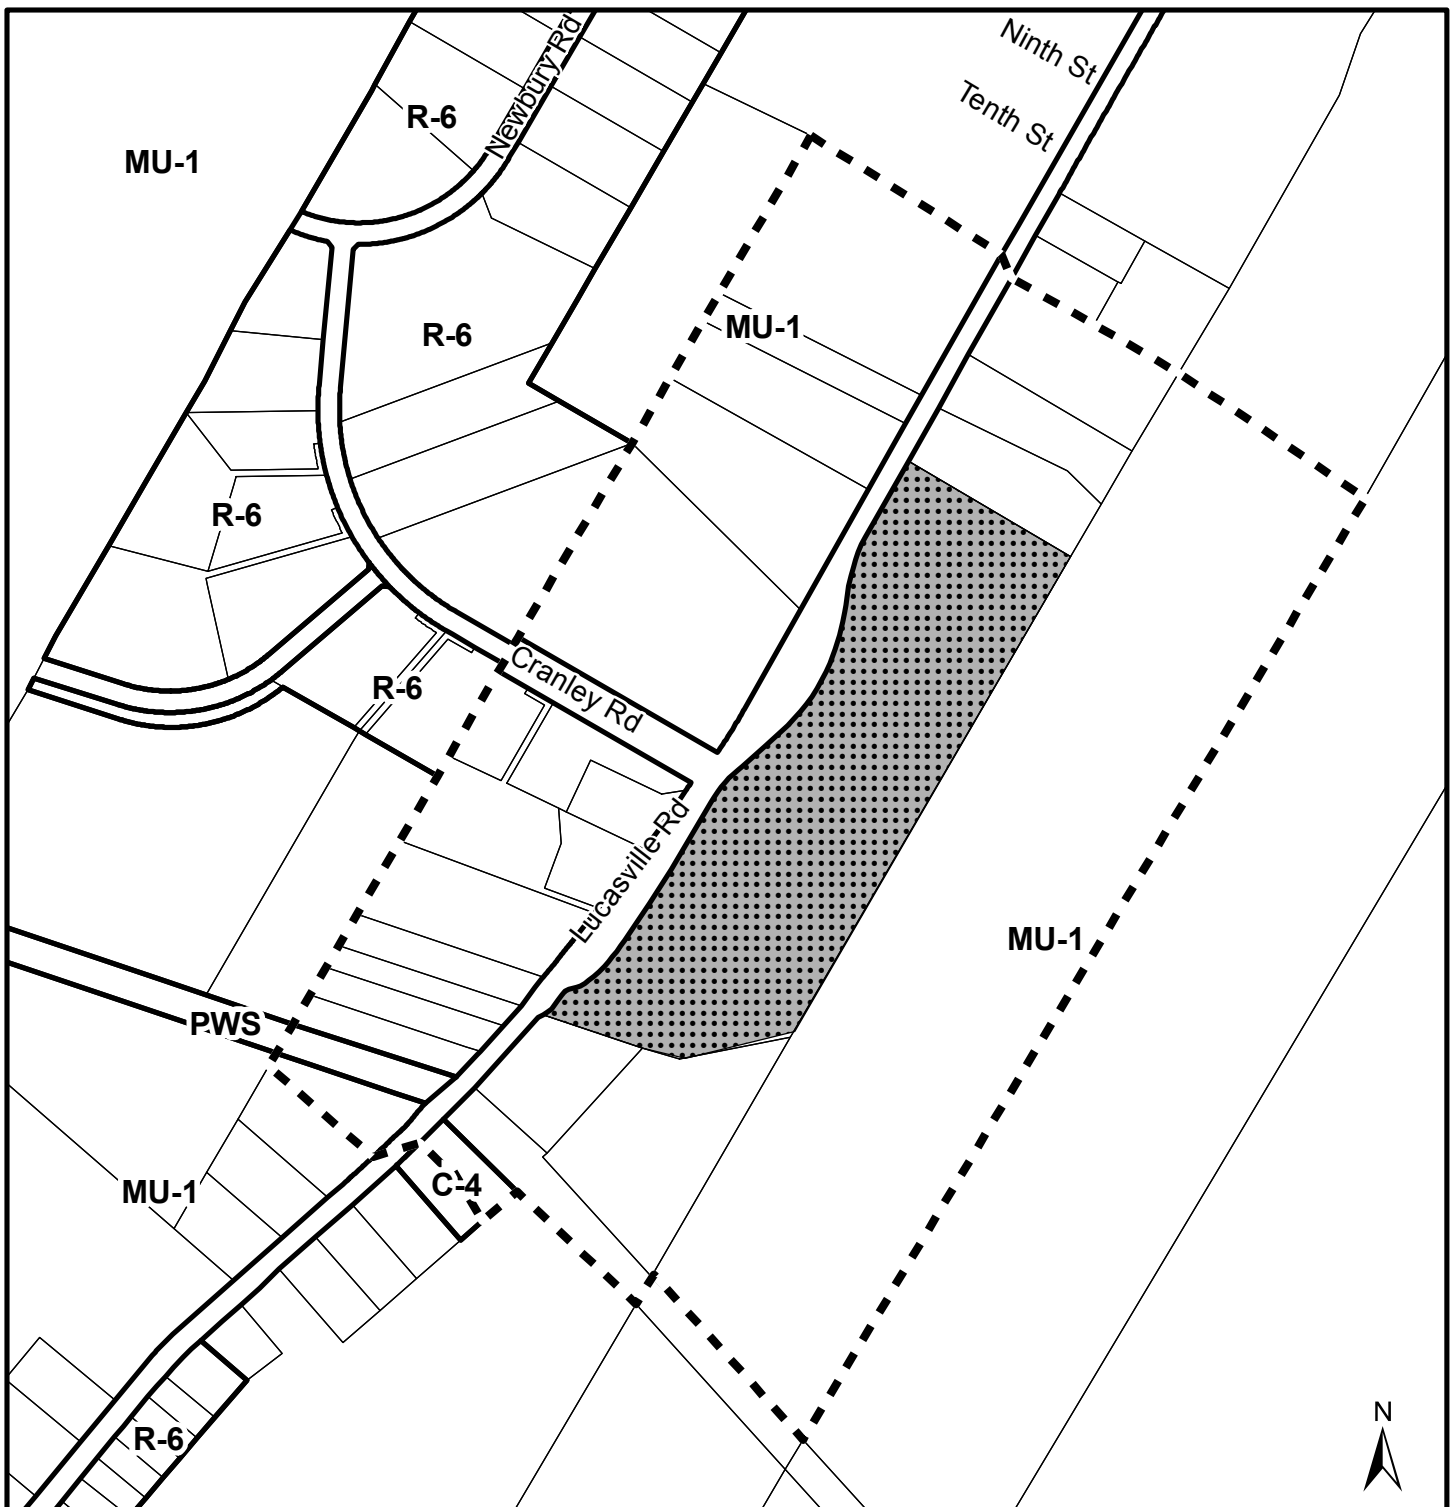 Ninth St
Newbury Rd
Tenth St
R-6
MU-1
MU-1
R-6
R-6
Cranley Rd
R-6
Lucasville Rd
MU-1
PWS
C-4
MU-1
N
R-6